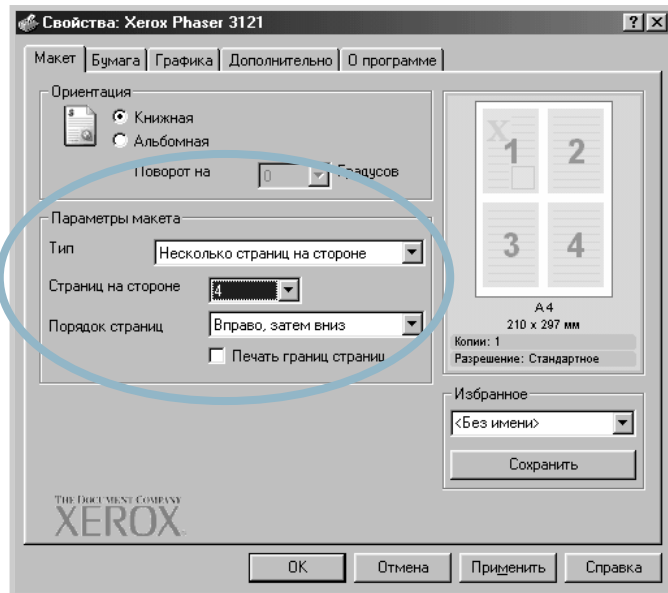 Свойства: Xerox Phaser 3121
Макет Бумага Графика Дополнительно О программе
Ориентация
Книжная
Альбомная
Поворот на 0 Градусов
Параметры макета
Тип Несколько страниц на стороне
Страниц на стороне 4
Порядок страниц Вправо, затем вниз
Печать границ страниц
X
1 2
3 4
A4
210 x 297 мм
Копии: 1
Разрешение: Стандартное
Избранное
<Без имени>
Сохранить
THE DOCUMENT COMPANY
XEROX
OK Отмена Применить Справка